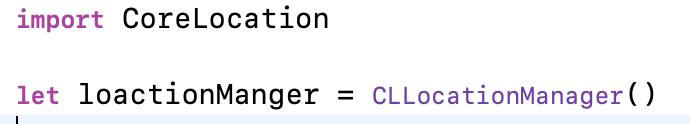 import CoreLocation
let loactionManger = CLLocationManager()